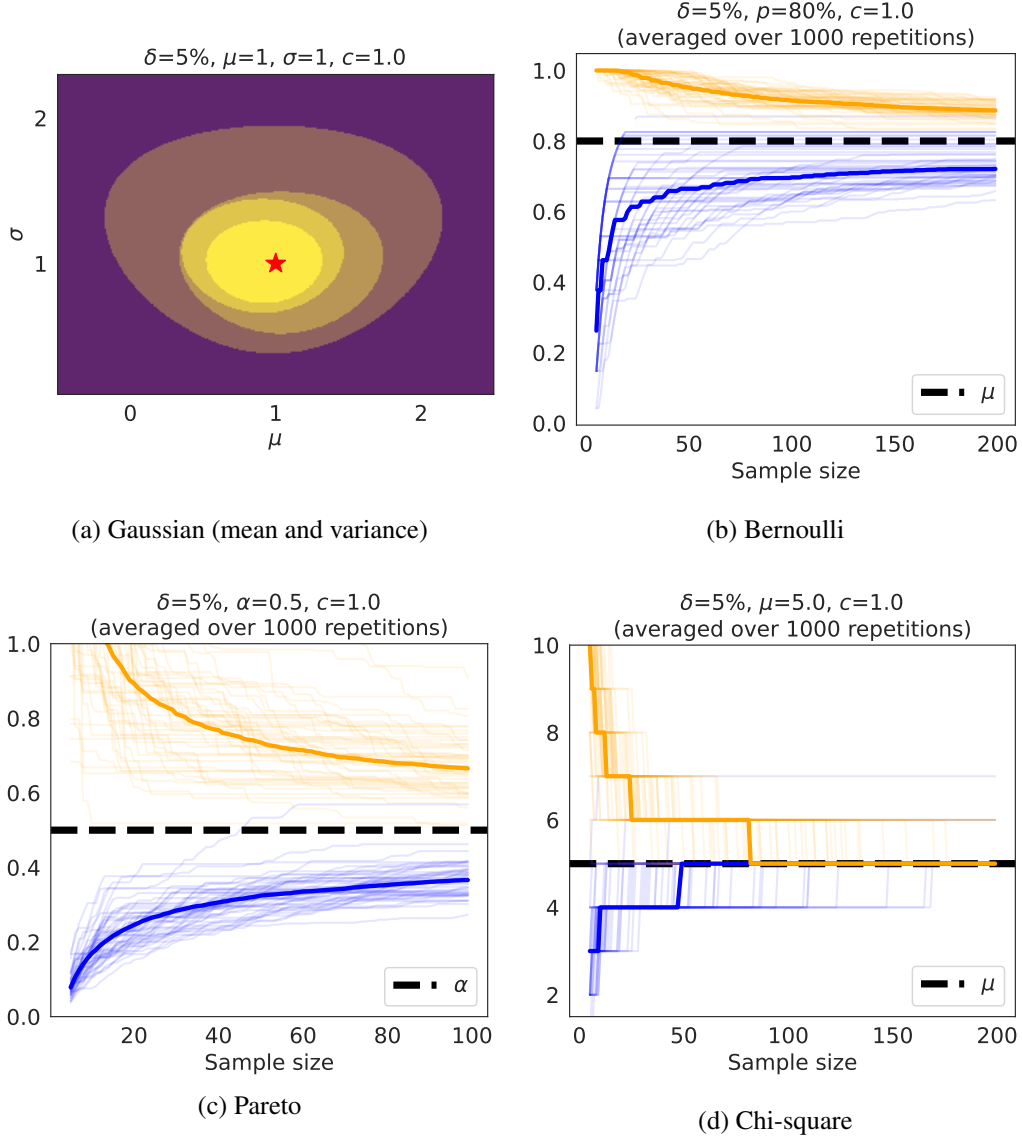 δ=5%, μ=1, σ=1, c=1.0
2
σ
1
0
1
2
μ
(a) Gaussian (mean and variance)
δ=5%, p=80%, c=1.0
(averaged over 1000 repetitions)
1.0
0.8
0.6
0.4
0.2
0.0
μ
0
50
100
150
200
Sample size
(b) Bernoulli
δ=5%, α=0.5, c=1.0
(averaged over 1000 repetitions)
1.0
0.8
0.6
0.4
0.2
0.0
α
20
40
60
80
100
Sample size
(c) Pareto
δ=5%, μ=5.0, c=1.0
(averaged over 1000 repetitions)
10
8
6
4
2
μ
0
50
100
150
200
Sample size
(d) Chi-square